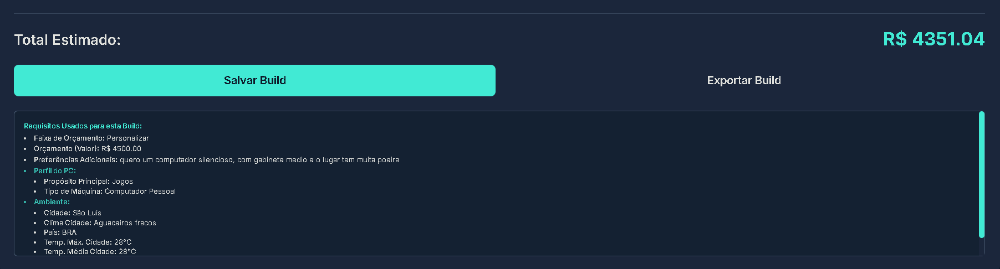 Total Estimado:
R$ 4351.04
Salvar Build
Exportar Build
Requisitos Usados para esta Build:
• Faixa de Orçamento: Personalizar
• Orçamento (Valor): R$ 4500.00
• Preferências Adicionais: quero um computador silencioso, com gabinete medio e o lugar tem muita poeira
• Perfil do PC:
• Propósito Principal: Jogos
• Tipo de Máquina: Computador Pessoal
• Ambiente:
• Cidade: São Luís
• Clima Cidade: Aguaceiros fracos
• País: BRA
• Temp. Máx. Cidade: 28°C
• Temp. Média Cidade: 28°C